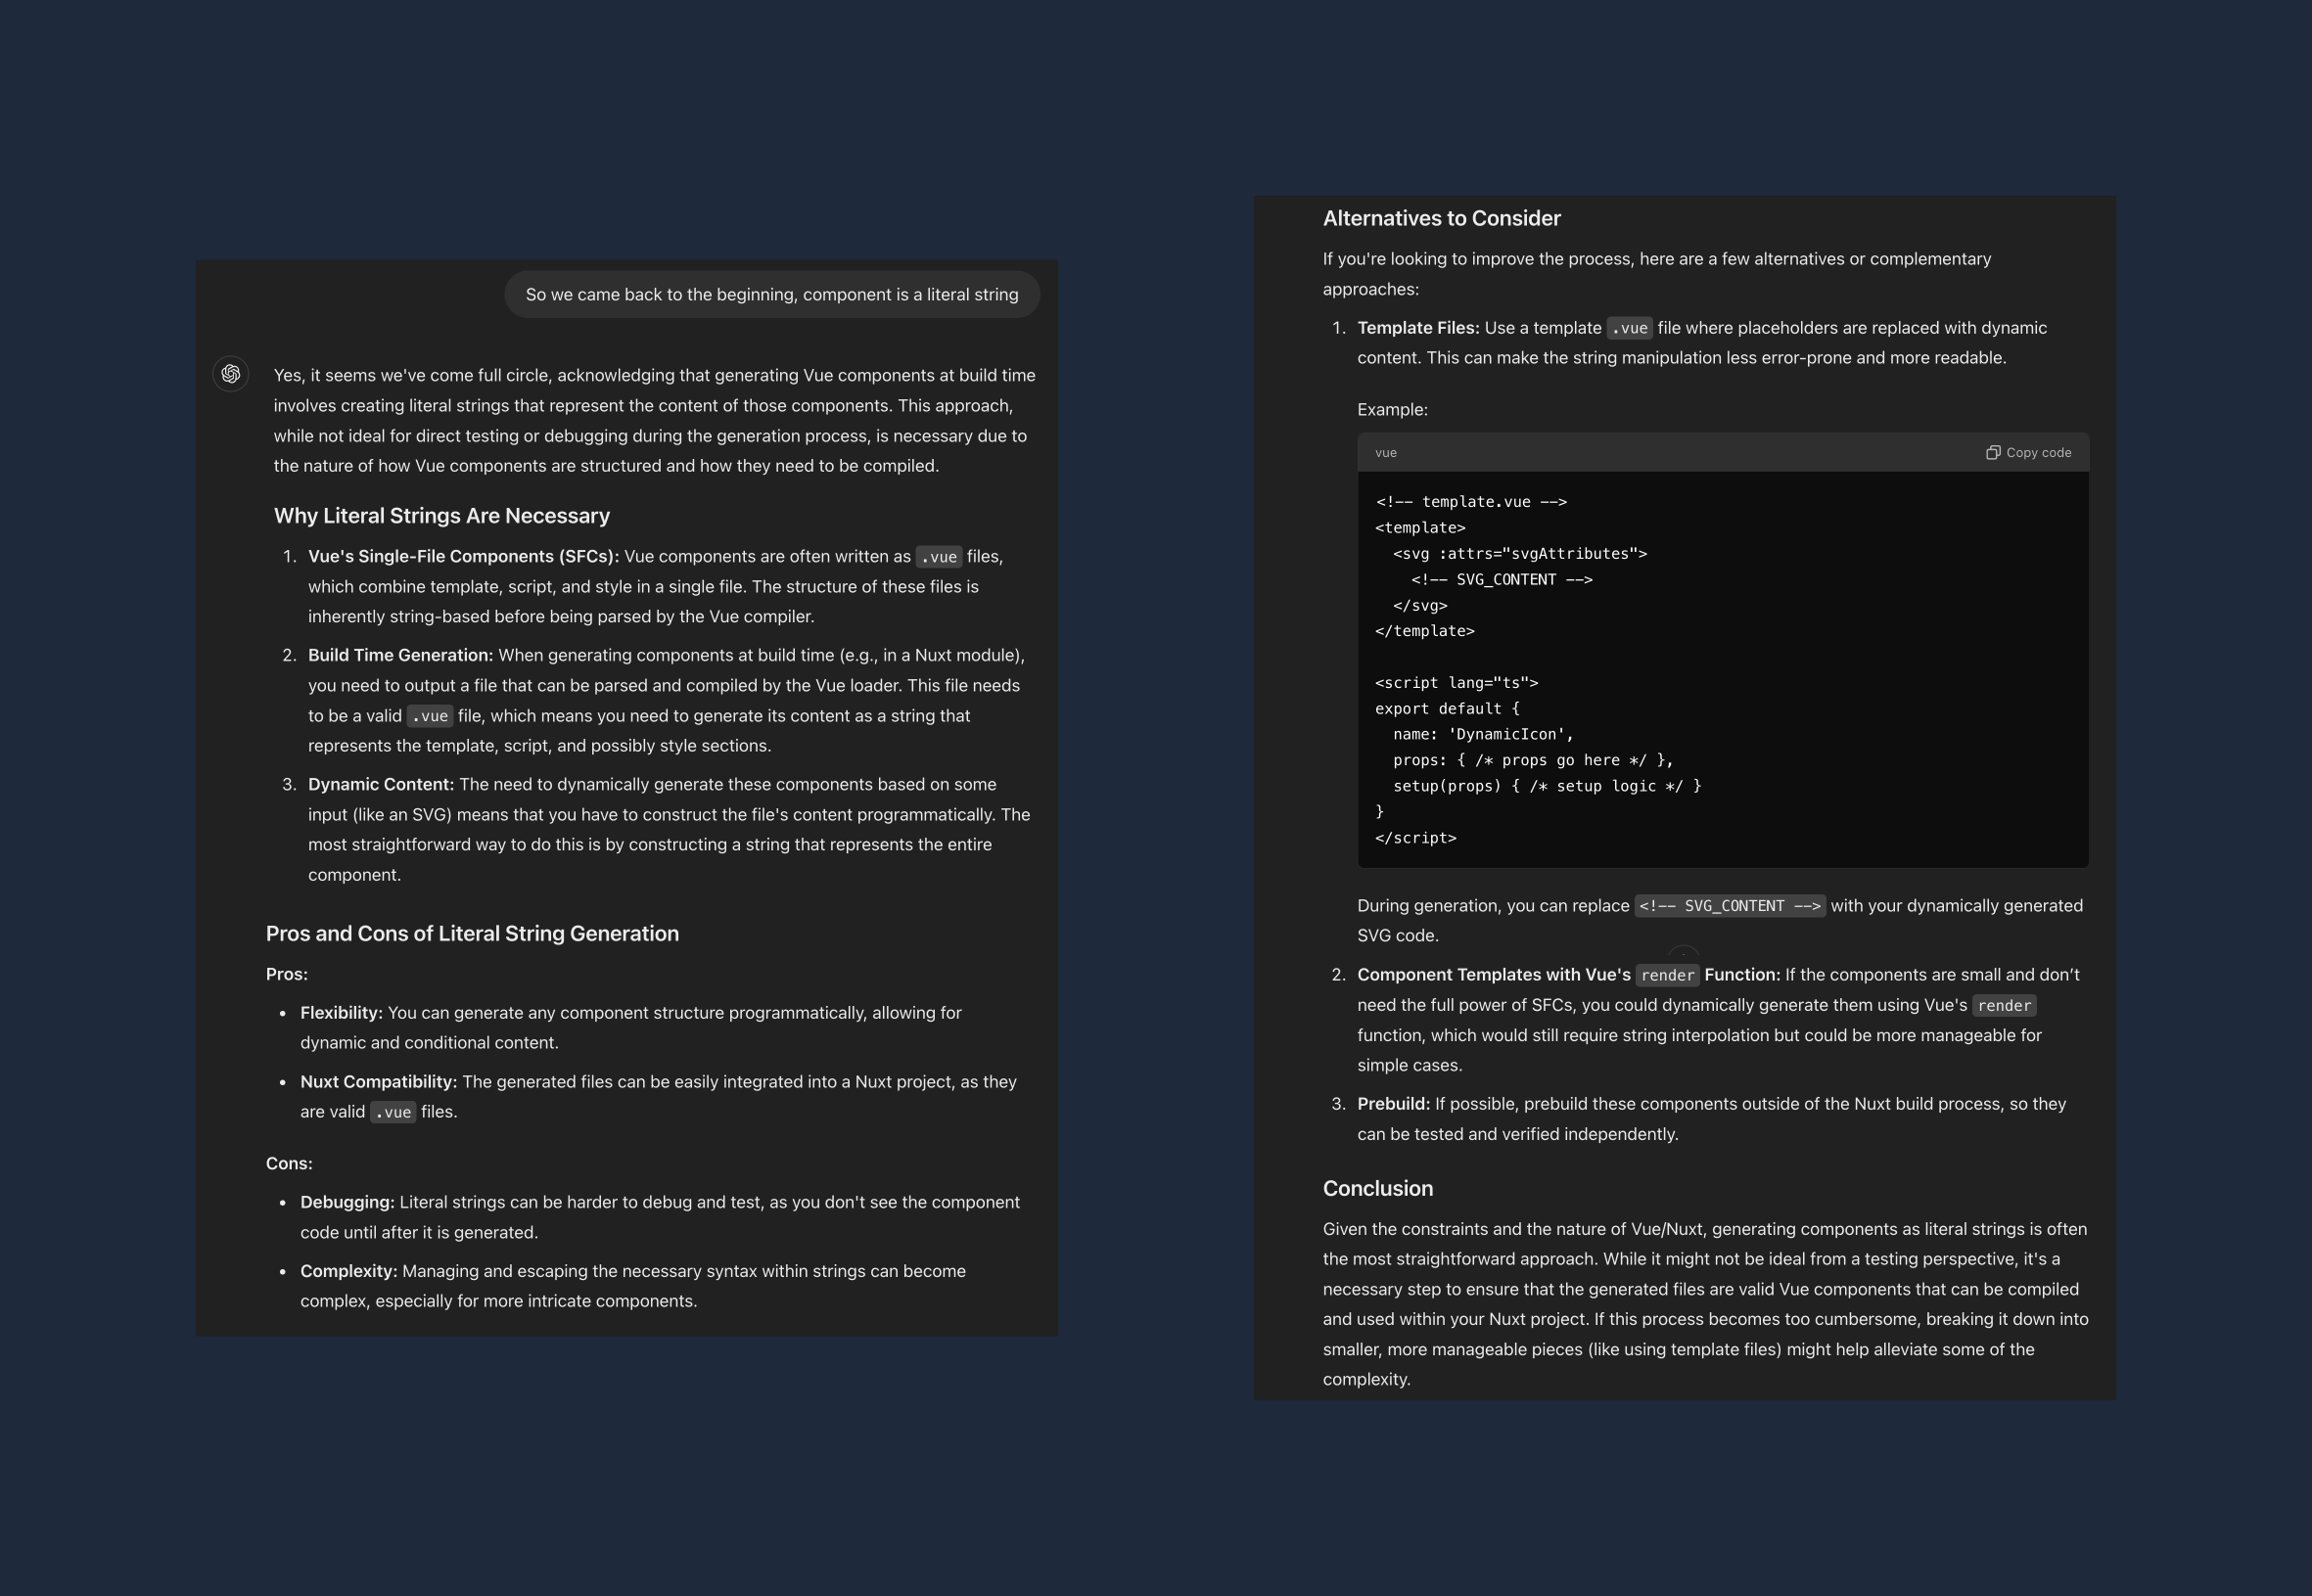 So we came back to the beginning, component is a literal string
Yes, it seems we've come full circle, acknowledging that generating Vue components at build time
involves creating literal strings that represent the content of those components. This approach,
while not ideal for direct testing or debugging during the generation process, is necessary due to
the nature of how Vue components are structured and how they need to be compiled.
Why Literal Strings Are Necessary
1. Vue's Single-File Components (SFCs): Vue components are often written as .vue files,
which combine template, script, and style in a single file. The structure of these files is
inherently string-based before being parsed by the Vue compiler.
2. Build Time Generation: When generating components at build time (e.g., in a Nuxt module),
you need to output a file that can be parsed and compiled by the Vue loader. This file needs
to be a valid .vue file, which means you need to generate its content as a string that
represents the template, script, and possibly style sections.
3. Dynamic Content: The need to dynamically generate these components based on some
input (like an SVG) means that you have to construct the file's content programmatically. The
most straightforward way to do this is by constructing a string that represents the entire
component.
Pros and Cons of Literal String Generation
Pros:
• Flexibility: You can generate any component structure programmatically, allowing for
dynamic and conditional content.
• Nuxt Compatibility: The generated files can be easily integrated into a Nuxt project, as they
are valid .vue files.
Cons:
• Debugging: Literal strings can be harder to debug and test, as you don't see the component
code until after it is generated.
• Complexity: Managing and escaping the necessary syntax within strings can become
complex, especially for more intricate components.
Alternatives to Consider
If you're looking to improve the process, here are a few alternatives or complementary
approaches:
1. Template Files: Use a template .vue file where placeholders are replaced with dynamic
content. This can make the string manipulation less error-prone and more readable.
Example:
vue Copy code
<!-- template.vue -->
<template>
  <svg :attrs="svgAttributes">
    <!-- SVG_CONTENT -->
  </svg>
</template>
<script lang="ts">
export default {
  name: 'DynamicIcon',
  props: { /* props go here */ },
  setup(props) { /* setup logic */ }
}
</script>
During generation, you can replace <!-- SVG_CONTENT --> with your dynamically generated
SVG code.
2. Component Templates with Vue's render Function: If the components are small and don’t
need the full power of SFCs, you could dynamically generate them using Vue's render
function, which would still require string interpolation but could be more manageable for
simple cases.
3. Prebuild: If possible, prebuild these components outside of the Nuxt build process, so they
can be tested and verified independently.
Conclusion
Given the constraints and the nature of Vue/Nuxt, generating components as literal strings is often
the most straightforward approach. While it might not be ideal from a testing perspective, it's a
necessary step to ensure that the generated files are valid Vue components that can be compiled
and used within your Nuxt project. If this process becomes too cumbersome, breaking it down into
smaller, more manageable pieces (like using template files) might help alleviate some of the
complexity.